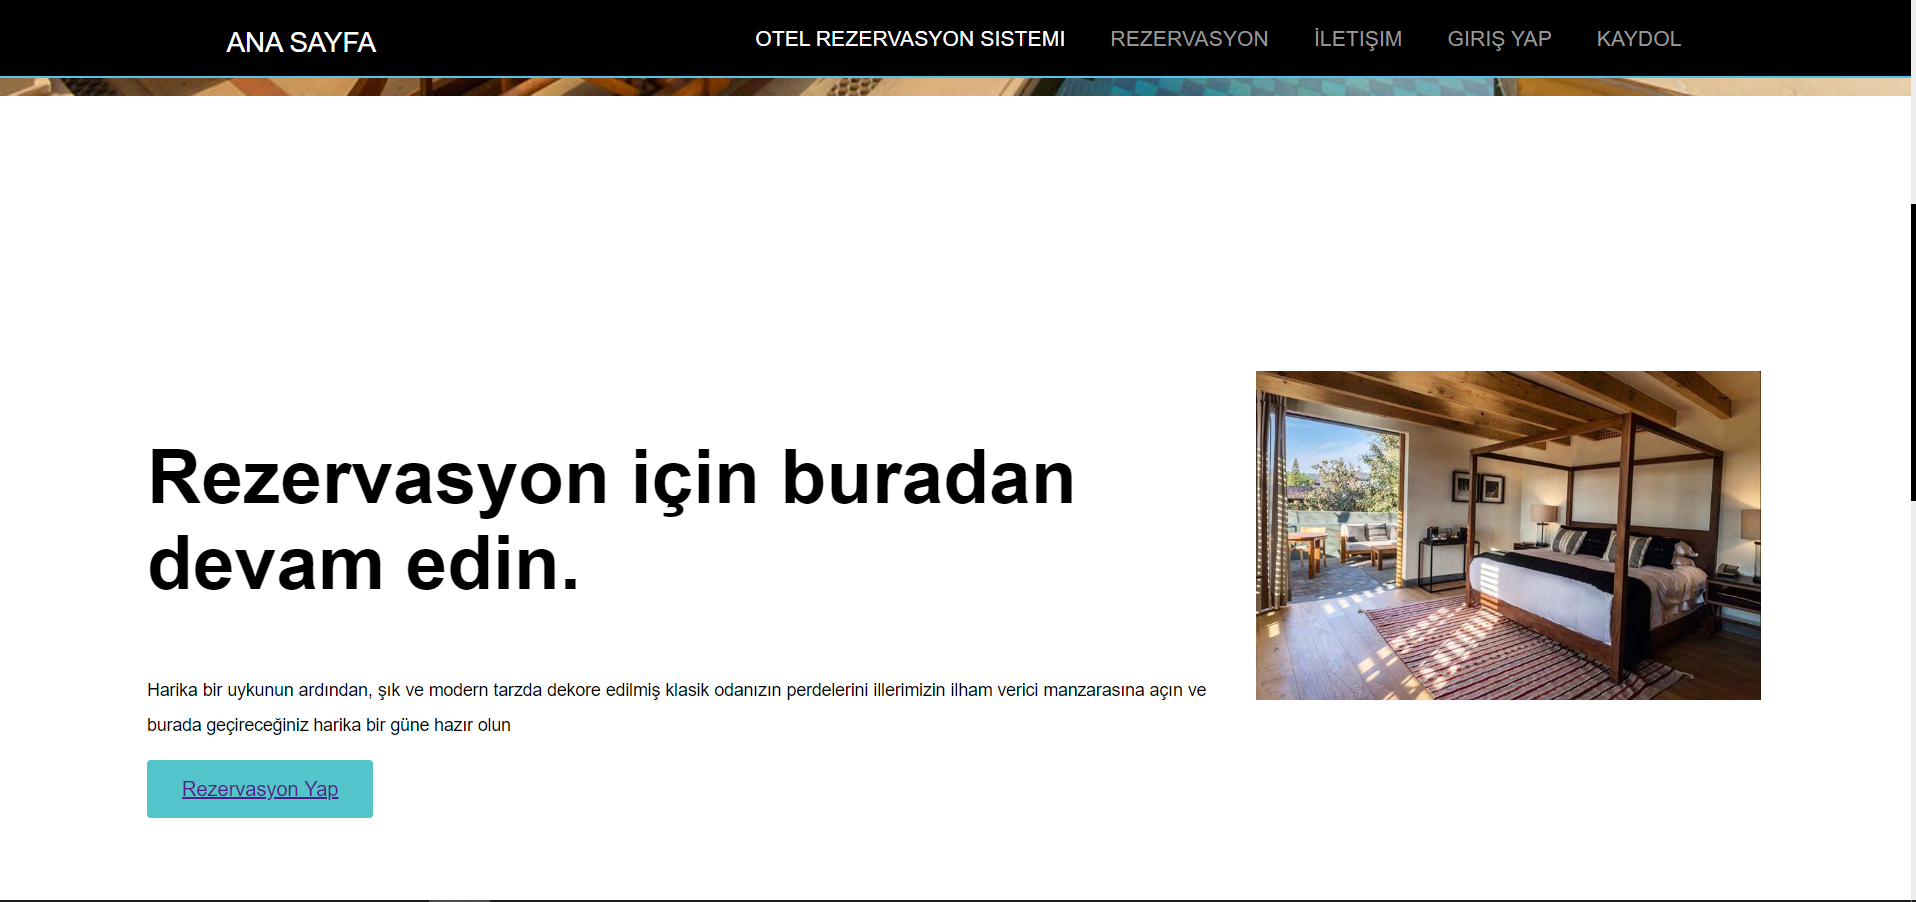 ANA SAYFA
OTEL REZERVASYON SISTEMI
REZERVASYON
İLETIŞIM
GIRIŞ YAP
KAYDOL
Rezervasyon için buradan
devam edin.
Harika bir uykunun ardından, şık ve modern tarzda dekore edilmiş klasik odanızın perdelerini illerimizin ilham verici manzarasına açın ve
burada geçireceğiniz harika bir güne hazır olun
Rezervasyon Yap